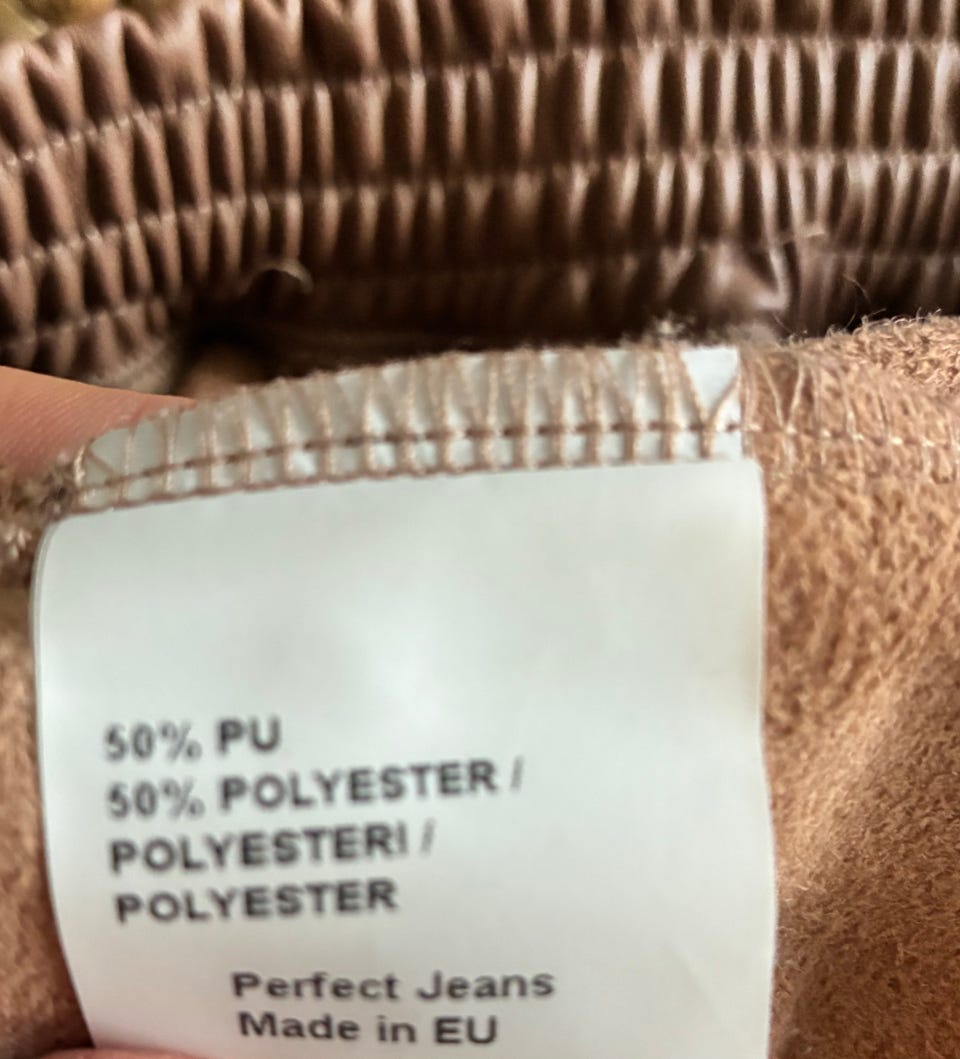 50% PU
50% POLYESTER /
POLYESTERI /
POLYESTER
Perfect Jeans
Made in EU